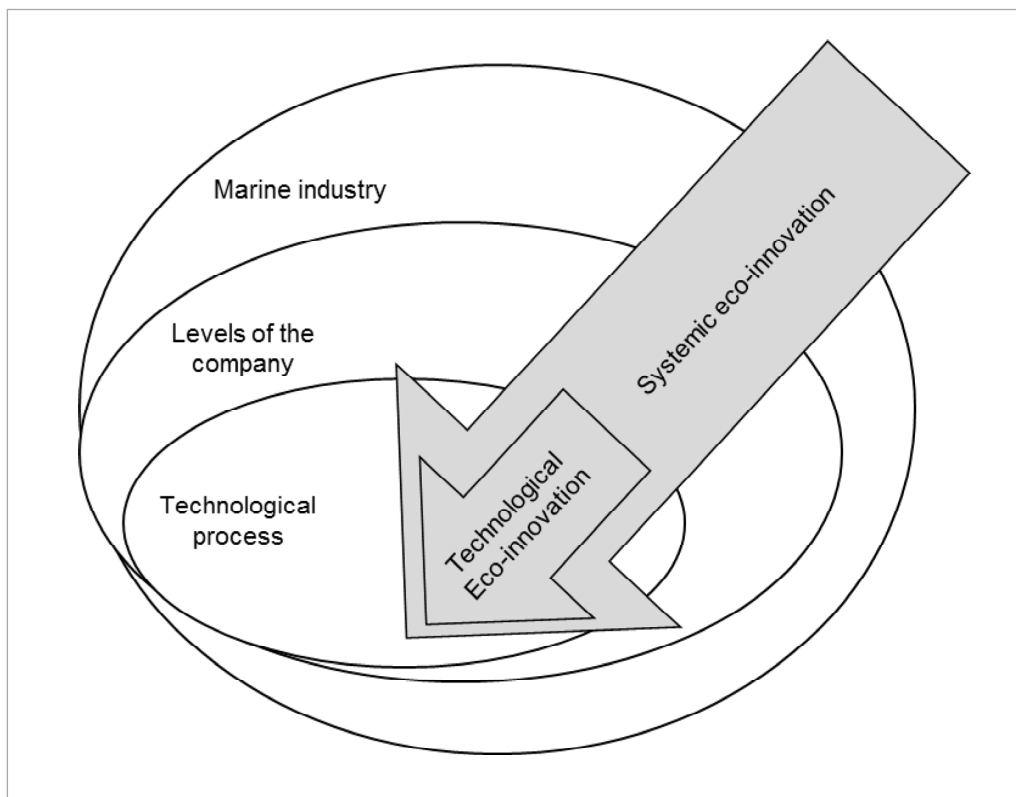 Marine industry
Levels of the
company
Technological
process
Systemic eco-innovation
Technological
Eco-innovation